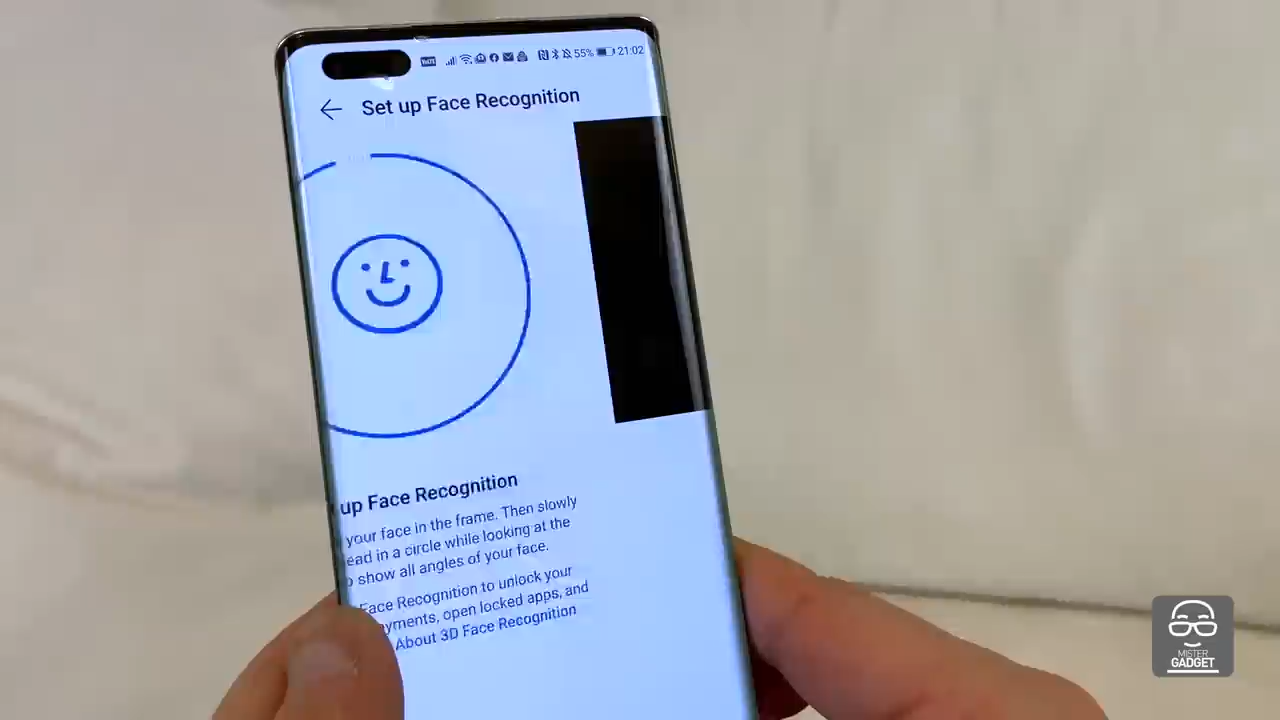 55% 21:02
Set up Face Recognition
up Face Recognition
your face in the frame. Then slowly
ead in a circle while looking at the
show all angles of your face.
Face Recognition to unlock your
ayments, open locked apps, and
About 3D Face Recognition
MISTER
GADGET